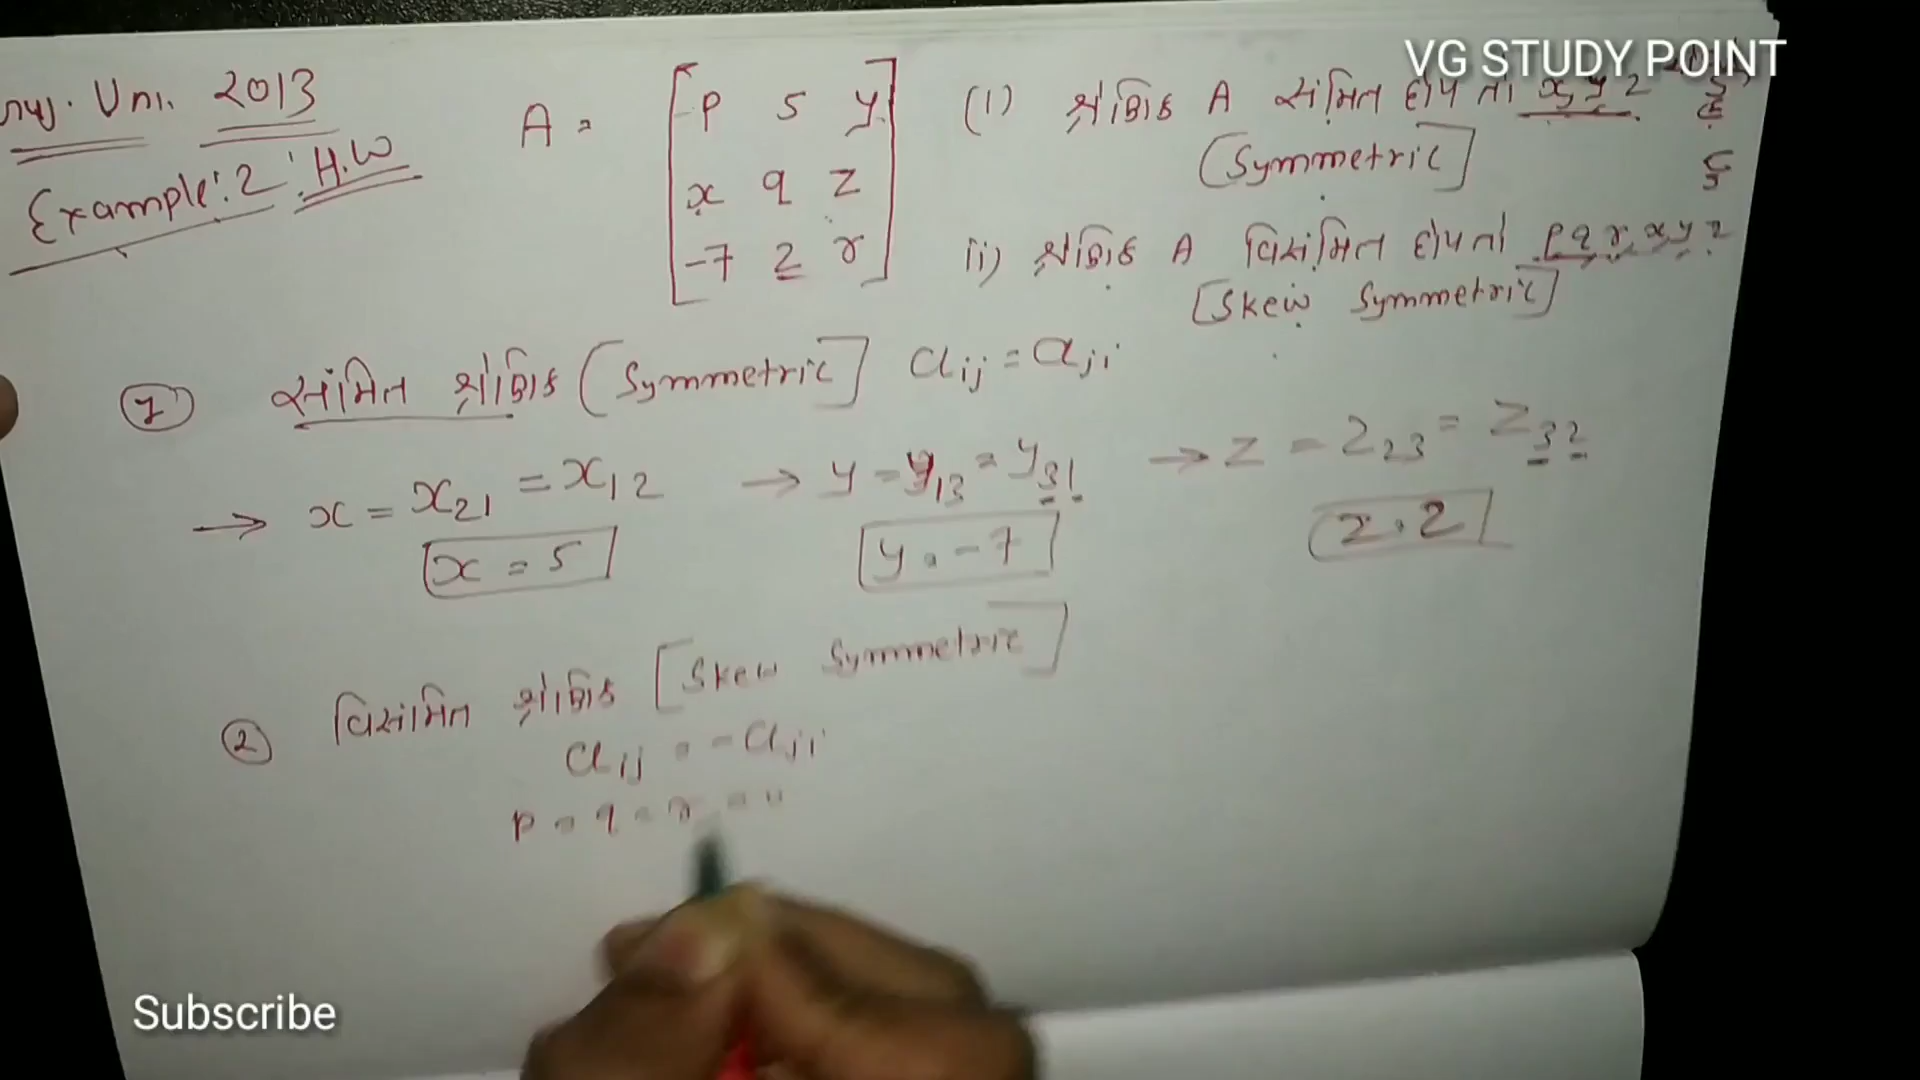 VG STUDY POINT
ગુજ. Uni. 2013
Example:2 H.W
A = [ p 5 y
x q z
-7 2 r ]
(i) શ્રેણિક A સંમિત હોય તો x y z
[Symmetric]
ii) શ્રેણિક A વિસંમિત હોય તો p q r x y z
[Skew Symmetric]
① સંમિત શ્રેણિક [Symmetric] aij = aji
→ x = x21 = x12 → y = y13 = y31 → z = z23 = z32
x = 5 y = -7 z = 2
② વિસંમિત શ્રેણિક [Skew Symmetric]
aij = -aji
p = q = r =
Subscribe